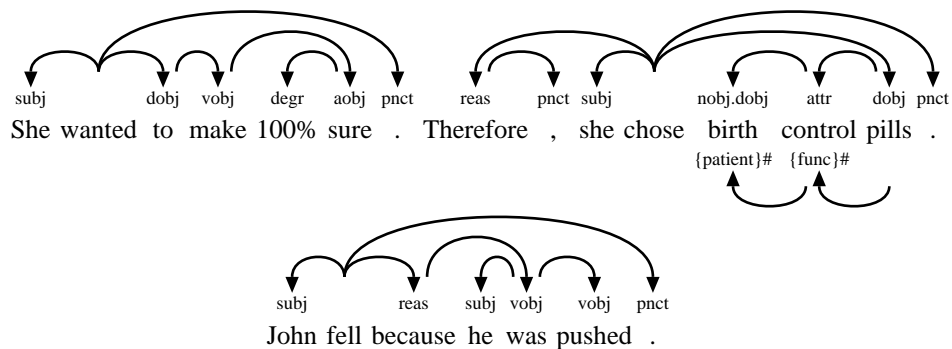 subj dobj vobj degr aobj pnct reas pnct subj nobj.dobj attr dobj pnct
She wanted to make 100% sure . Therefore , she chose birth control pills .
{patient}# {func}#
subj reas subj vobj vobj pnct
John fell because he was pushed .